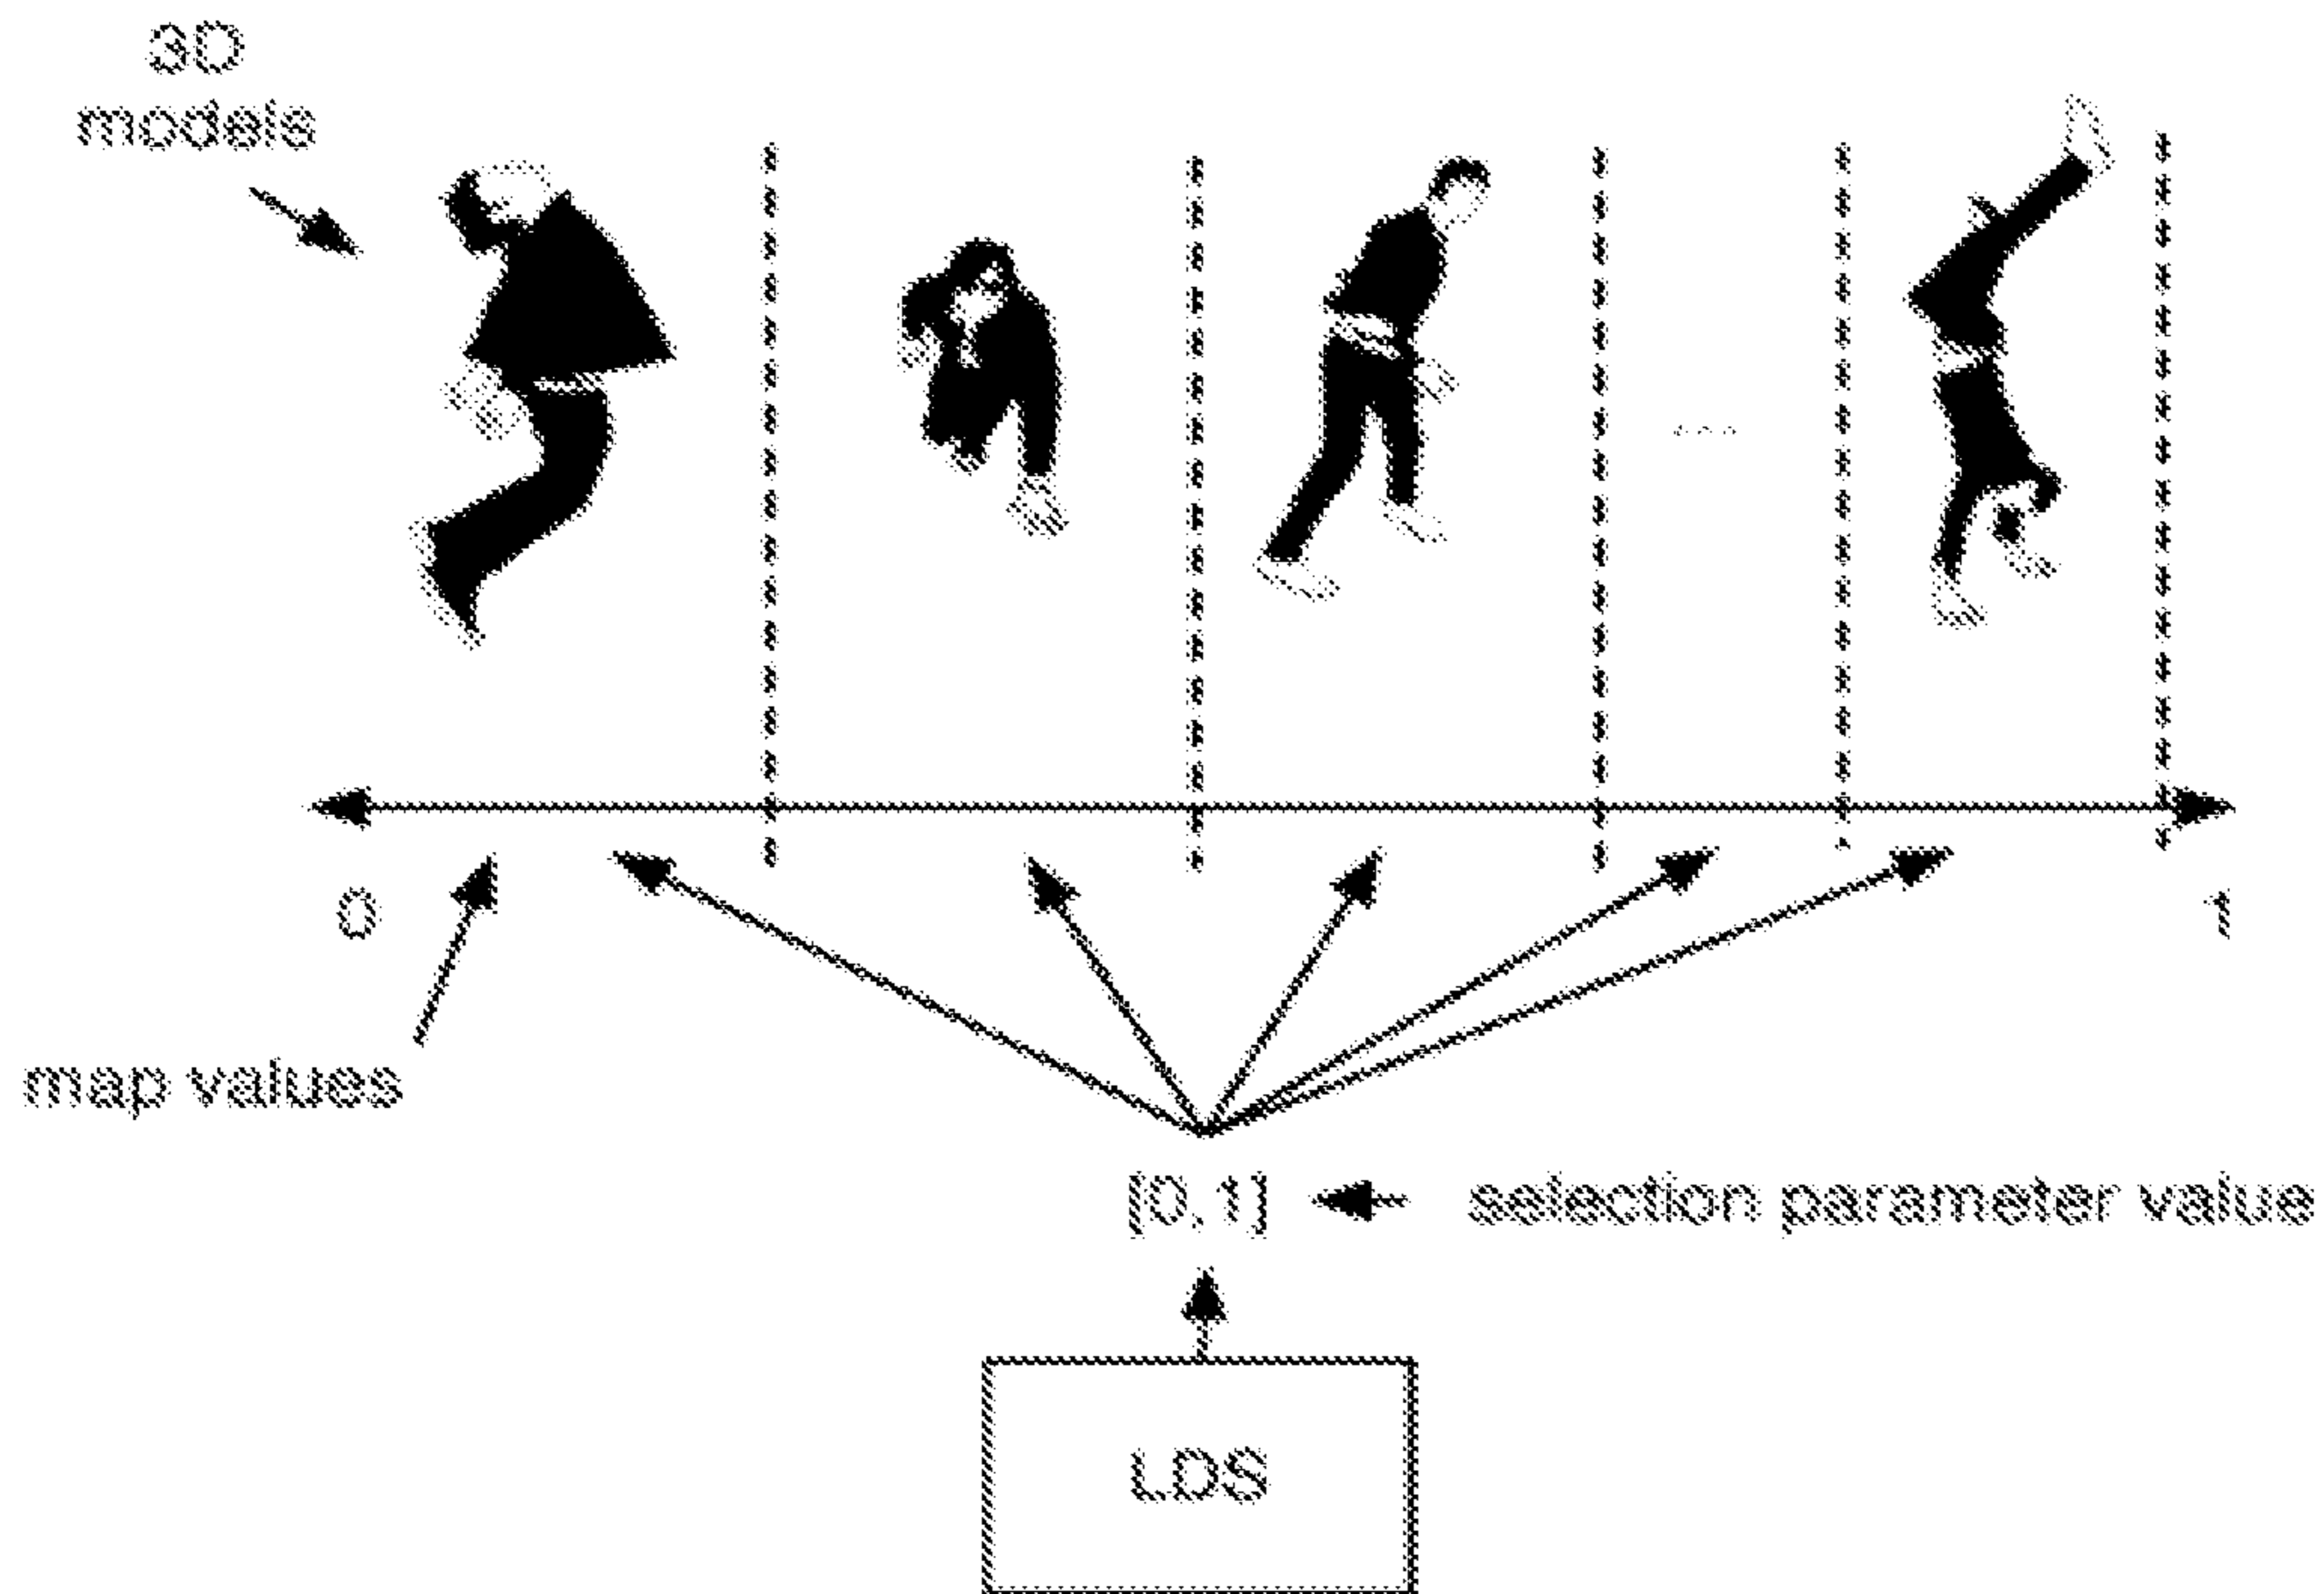 3D
models
...
0
1
map values
[0, 1]
selection parameter value
LDS